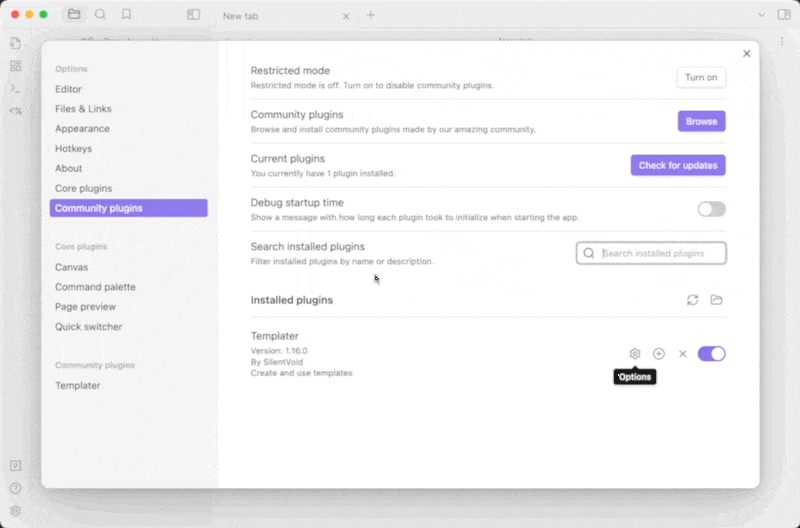 New tab
Options
Editor
Files & Links
Appearance
Hotkeys
About
Core plugins
Community plugins
Core plugins
Canvas
Command palette
Page preview
Quick switcher
Community plugins
Templater
Restricted mode
Restricted mode is off. Turn on to disable community plugins.
Turn on
Community plugins
Browse and install community plugins made by our amazing community.
Browse
Current plugins
You currently have 1 plugin installed.
Check for updates
Debug startup time
Show a message with how long each plugin took to initialize when starting the app.
Search installed plugins
Filter installed plugins by name or description.
Search installed plugins
Installed plugins
Templater
Version: 1.16.0
By SilentVoid
Create and use templates
Options